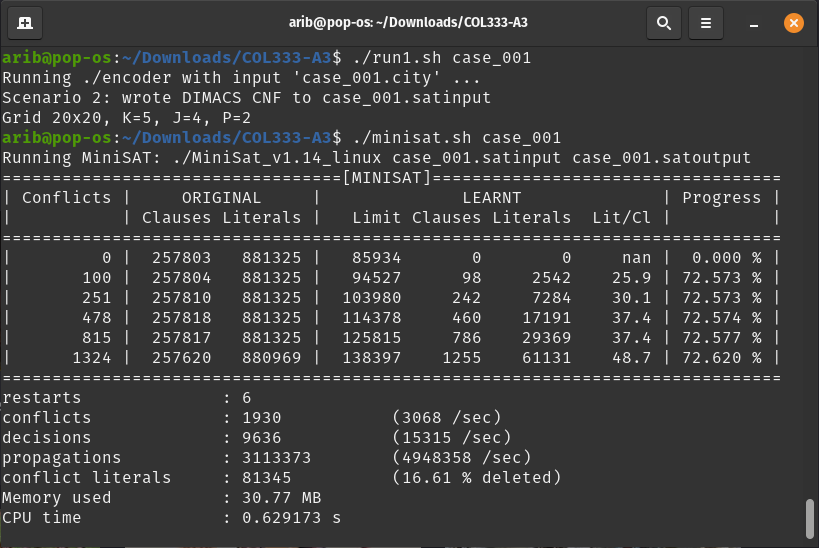 arib@pop-os: ~/Downloads/COL333-A3
arib@pop-os:~/Downloads/COL333-A3$ ./run1.sh case_001
Running ./encoder with input 'case_001.city' ...
Scenario 2: wrote DIMACS CNF to case_001.satinput
Grid 20x20, K=5, J=4, P=2
arib@pop-os:~/Downloads/COL333-A3$ ./minisat.sh case_001
Running MiniSAT: ./MiniSat_v1.14_linux case_001.satinput case_001.satoutput
==================================[MINISAT]===================================
| Conflicts |     ORIGINAL     |              LEARNT              | Progress |
|           | Clauses Literals |   Limit Clauses Literals  Lit/Cl |          |
==============================================================================
|         0 |  257803   881325 |   85934       0        0     nan |  0.000 % |
|       100 |  257804   881325 |   94527      98     2542    25.9 | 72.573 % |
|       251 |  257810   881325 |  103980     242     7284    30.1 | 72.573 % |
|       478 |  257818   881325 |  114378     460    17191    37.4 | 72.574 % |
|       815 |  257817   881325 |  125815     786    29369    37.4 | 72.577 % |
|      1324 |  257620   880969 |  138397    1255    61131    48.7 | 72.620 % |
==============================================================================
restarts              : 6
conflicts             : 1930           (3068 /sec)
decisions             : 9636           (15315 /sec)
propagations          : 3113373        (4948358 /sec)
conflict literals     : 81345          (16.61 % deleted)
Memory used           : 30.77 MB
CPU time              : 0.629173 s